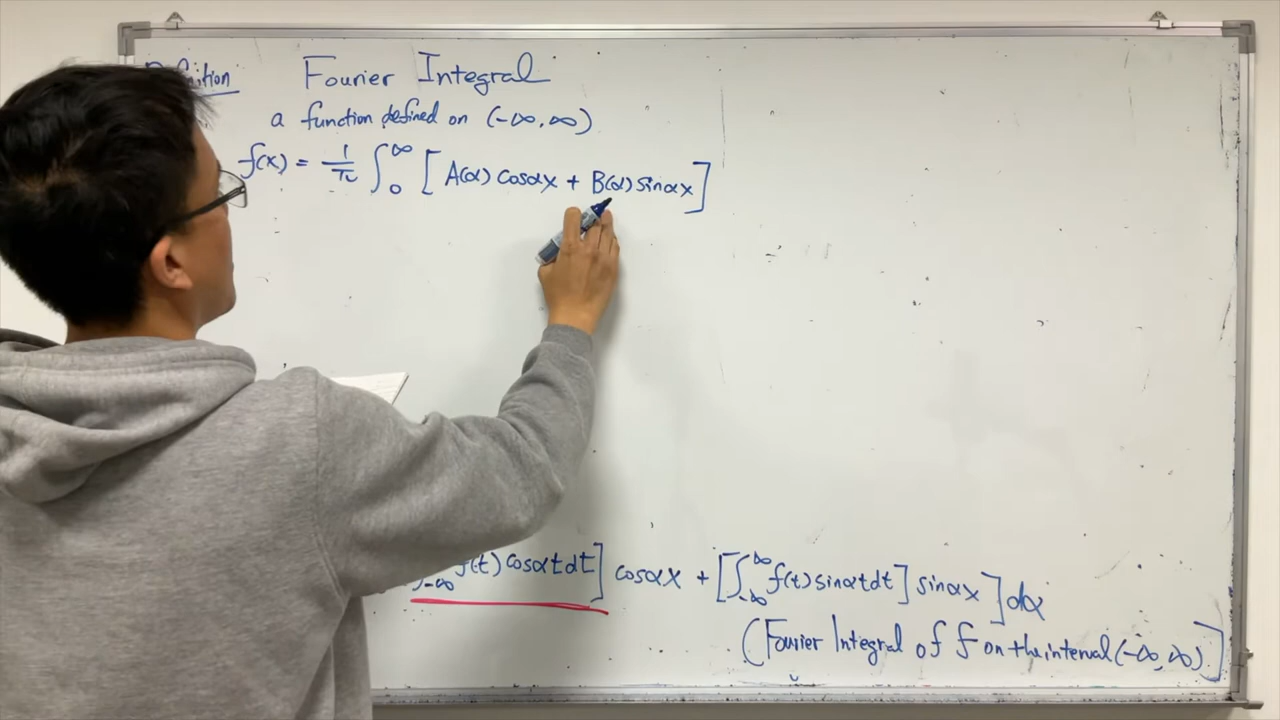 Fourier Integral
a function defined on (-∞, ∞)
f(x) = 1/π ∫₀^∞ [ A(α) cosαx + B(α) sinαx ]
f(t) cosαt dt ] cosαx + [ ∫_{-∞}^{∞} f(t) sinαt dt ] sinαx ] dα
(Fourier Integral of f on the interval (-∞, ∞) ]